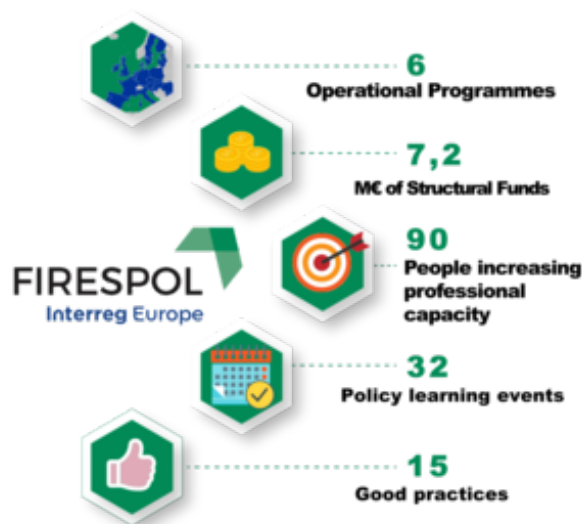 6
Operational Programmes
7,2
M€ of Structural Funds
90
People increasing
professional
capacity
FIRESPOL
Interreg Europe
32
Policy learning events
15
Good practices